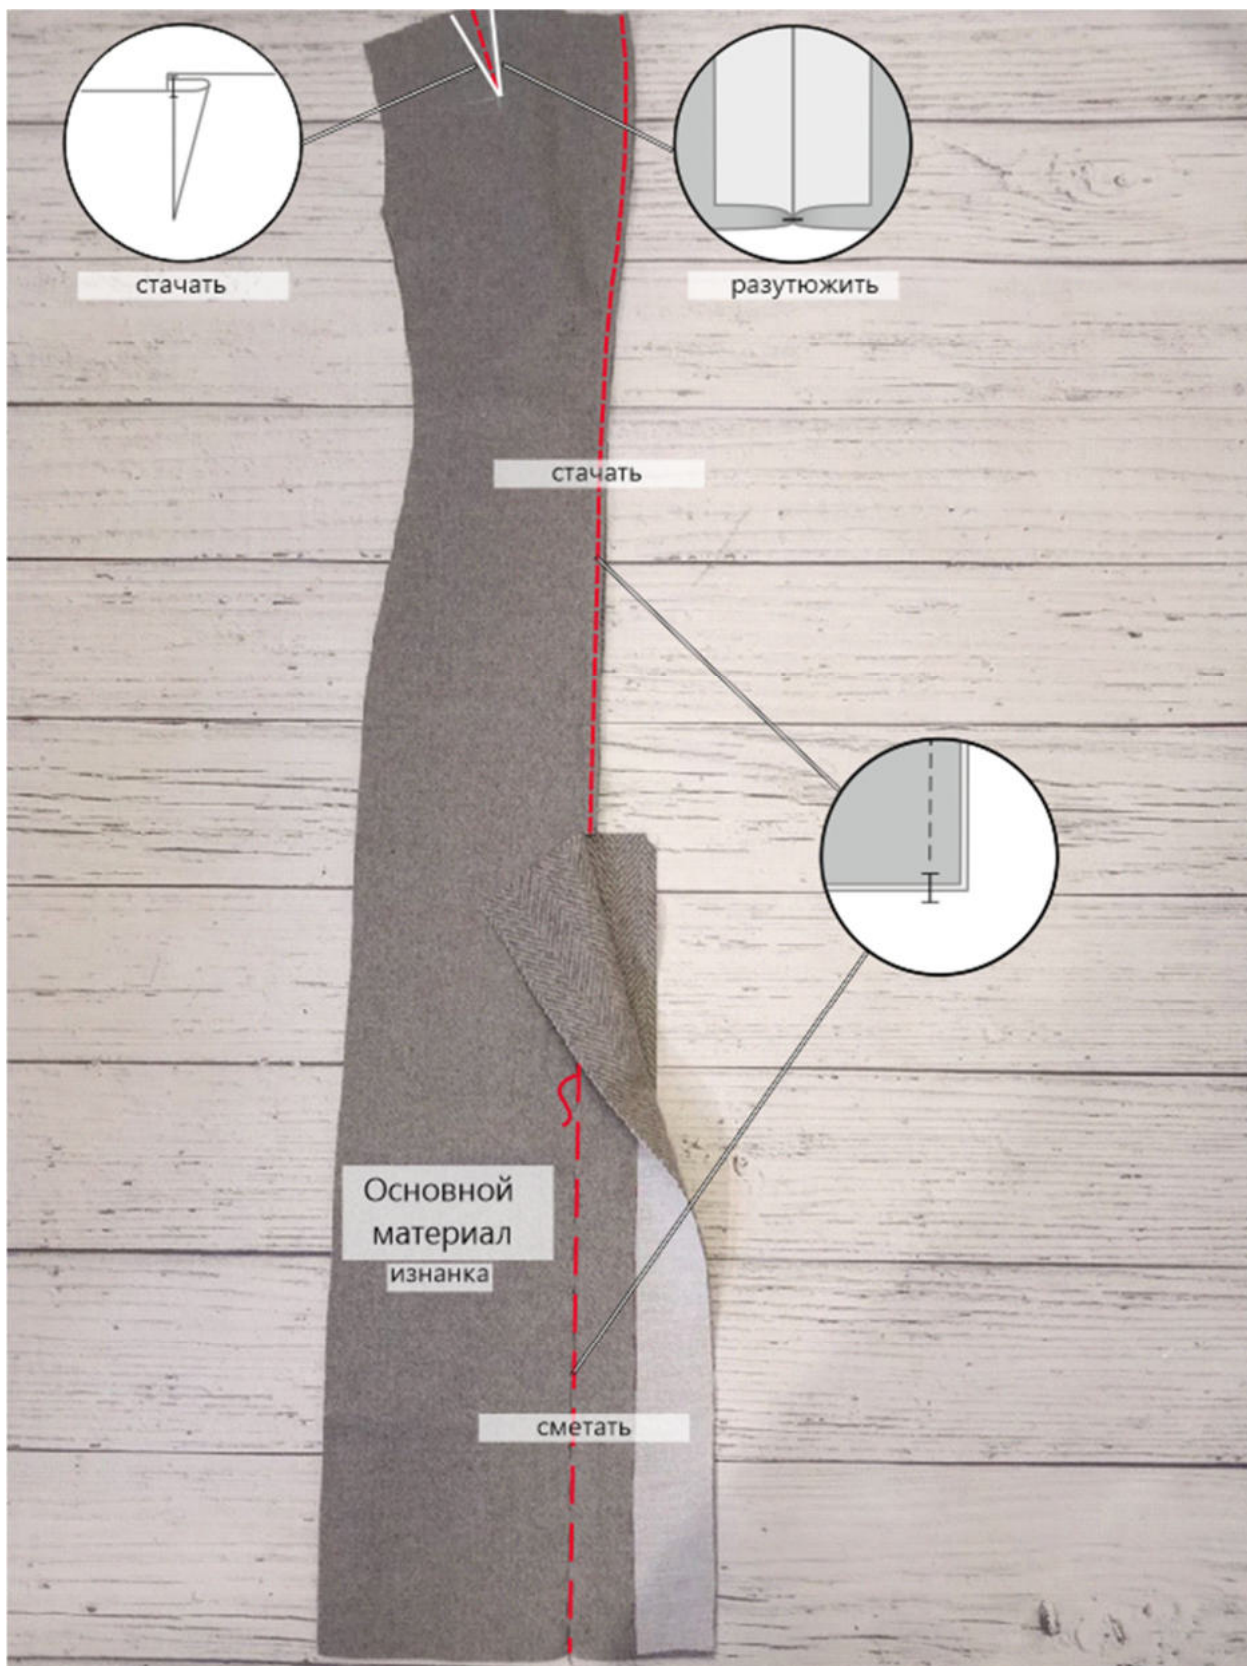 стачать
разутюжить
стачать
Основной
материал
изнанка
сметать